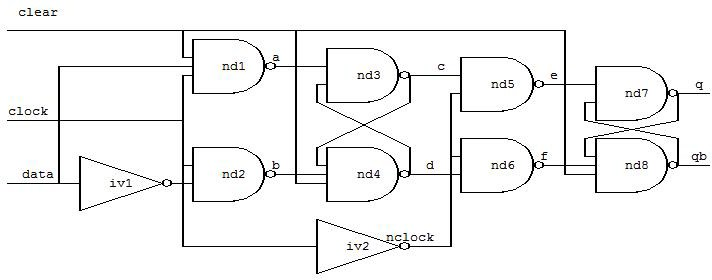 clear
nd1
a
nd3
c
nd5
e
nd7
q
clock
data
iv1
nd2
b
nd4
d
nd6
f
nd8
qb
iv2
nclock